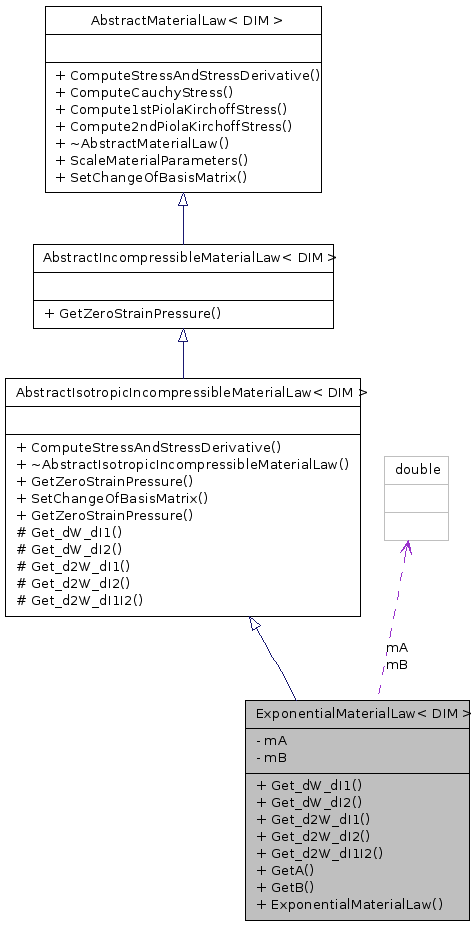 AbstractMaterialLaw< DIM >
+ ComputeStressAndStressDerivative()
+ ComputeCauchyStress()
+ Compute1stPiolaKirchoffStress()
+ Compute2ndPiolaKirchoffStress()
+ ~AbstractMaterialLaw()
+ ScaleMaterialParameters()
+ SetChangeOfBasisMatrix()
AbstractIncompressibleMaterialLaw< DIM >
+ GetZeroStrainPressure()
AbstractIsotropicIncompressibleMaterialLaw< DIM >
+ ComputeStressAndStressDerivative()
+ ~AbstractIsotropicIncompressibleMaterialLaw()
+ GetZeroStrainPressure()
+ SetChangeOfBasisMatrix()
+ GetZeroStrainPressure()
# Get_dW_dI1()
# Get_dW_dI2()
# Get_d2W_dI1()
# Get_d2W_dI2()
# Get_d2W_dI1I2()
double
mA
mB
ExponentialMaterialLaw< DIM >
- mA
- mB
+ Get_dW_dI1()
+ Get_dW_dI2()
+ Get_d2W_dI1()
+ Get_d2W_dI2()
+ Get_d2W_dI1I2()
+ GetA()
+ GetB()
+ ExponentialMaterialLaw()